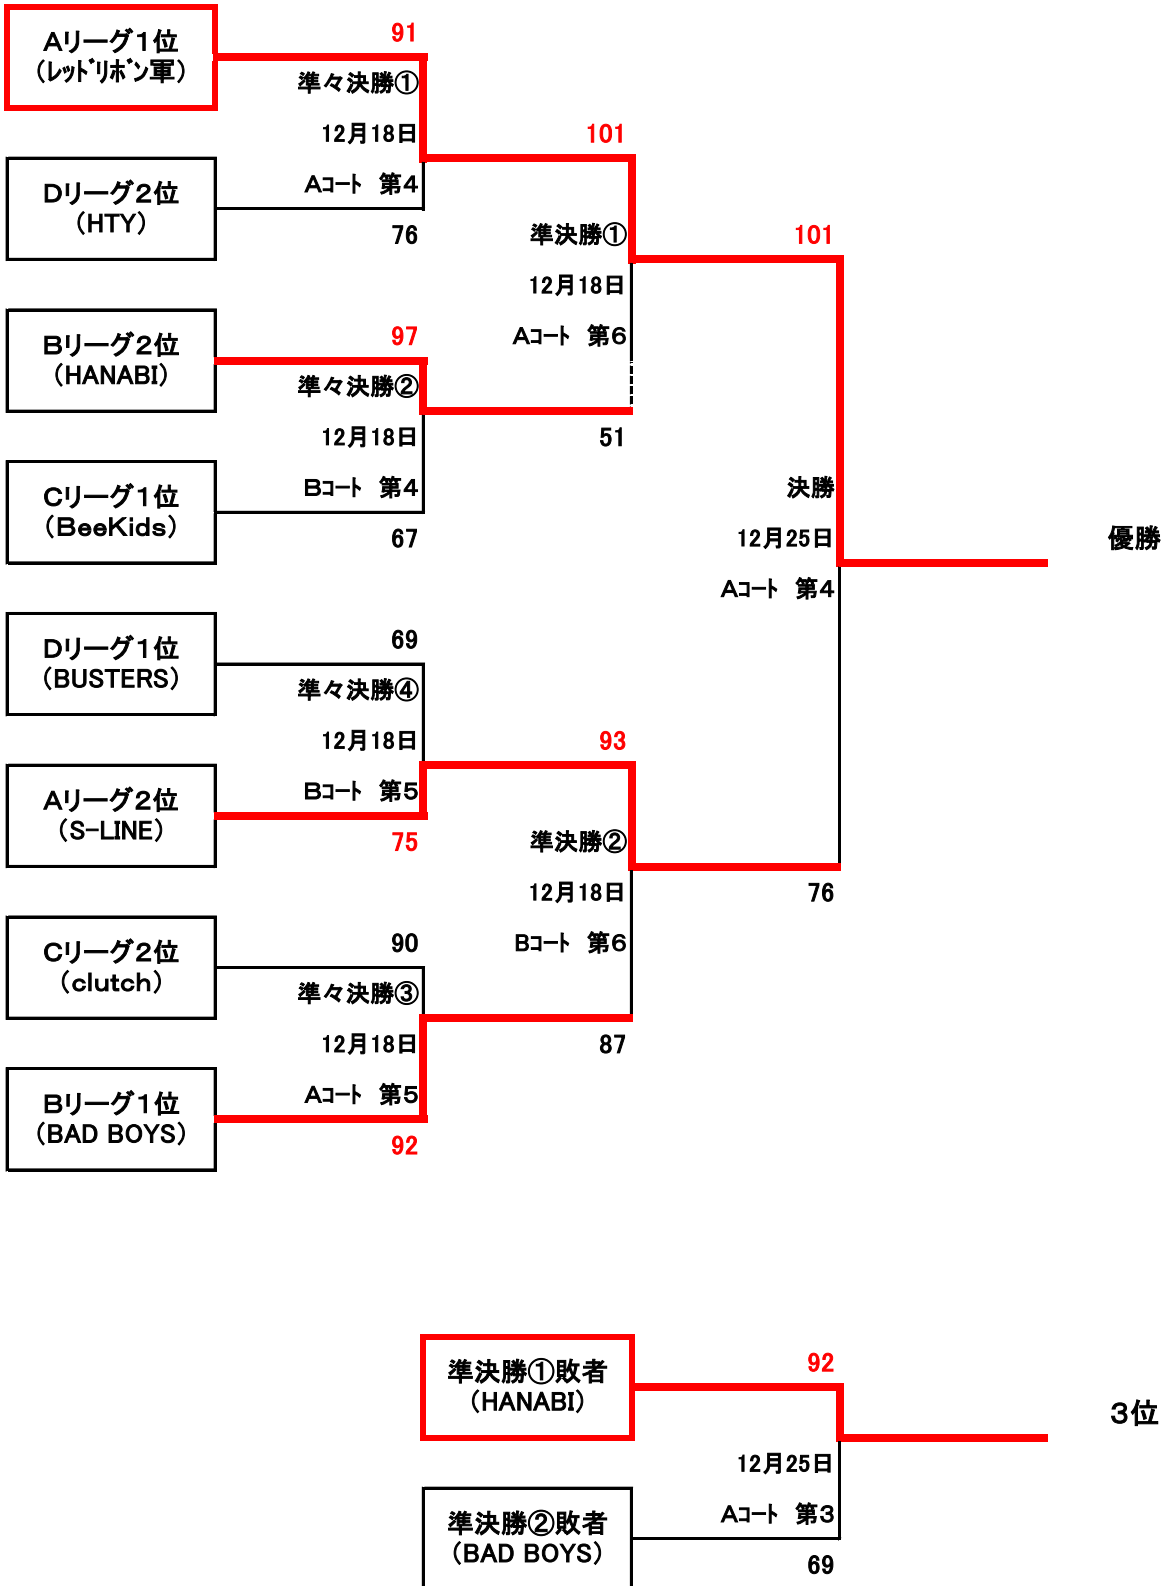 Aリーグ1位
(ﾚｯﾄﾞﾘﾎﾞﾝ軍)
91
準々決勝①
12月18日
Aｺｰﾄ 第4
76
Dリーグ2位
(HTY)
101
準決勝①
12月18日
Aｺｰﾄ 第6
51
Bリーグ2位
(HANABI)
97
準々決勝②
12月18日
Bｺｰﾄ 第4
67
Cリーグ1位
(BeeKids)
101
決勝
12月25日
Aｺｰﾄ 第4
76
優勝
Dリーグ1位
(BUSTERS)
69
準々決勝④
12月18日
Bｺｰﾄ 第5
75
Aリーグ2位
(S-LINE)
93
準決勝②
12月18日
Bｺｰﾄ 第6
87
Cリーグ2位
(clutch)
90
準々決勝③
12月18日
Aｺｰﾄ 第5
92
Bリーグ1位
(BAD BOYS)
準決勝①敗者
(HANABI)
92
12月25日
Aｺｰﾄ 第3
69
3位
準決勝②敗者
(BAD BOYS)